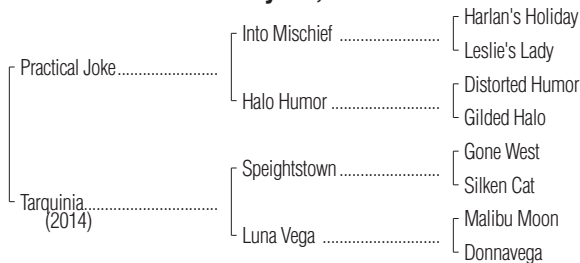 Harlan's Holiday
Into Mischief
Leslie's Lady
Practical Joke
Distorted Humor
Halo Humor
Gilded Halo
Gone West
Speightstown
Silken Cat
Tarquinia
(2014)
Malibu Moon
Luna Vega
Donnavega